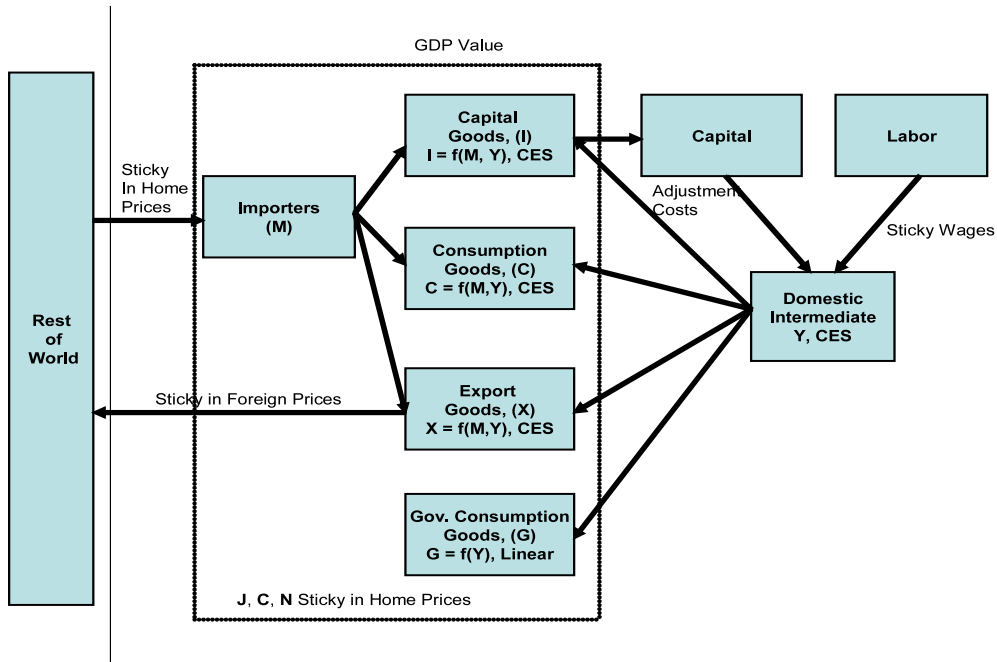 GDP Value
Rest
of
World
Sticky
In Home
Prices
Importers
(M)
Capital
Goods, (I)
I = f(M, Y), CES
Consumption
Goods, (C)
C = f(M,Y), CES
Export
Goods, (X)
X = f(M,Y), CES
Gov. Consumption
Goods, (G)
G = f(Y), Linear
Sticky in Foreign Prices
J, C, N Sticky in Home Prices
Capital
Labor
Adjustment
Costs
Sticky Wages
Domestic
Intermediate
Y, CES